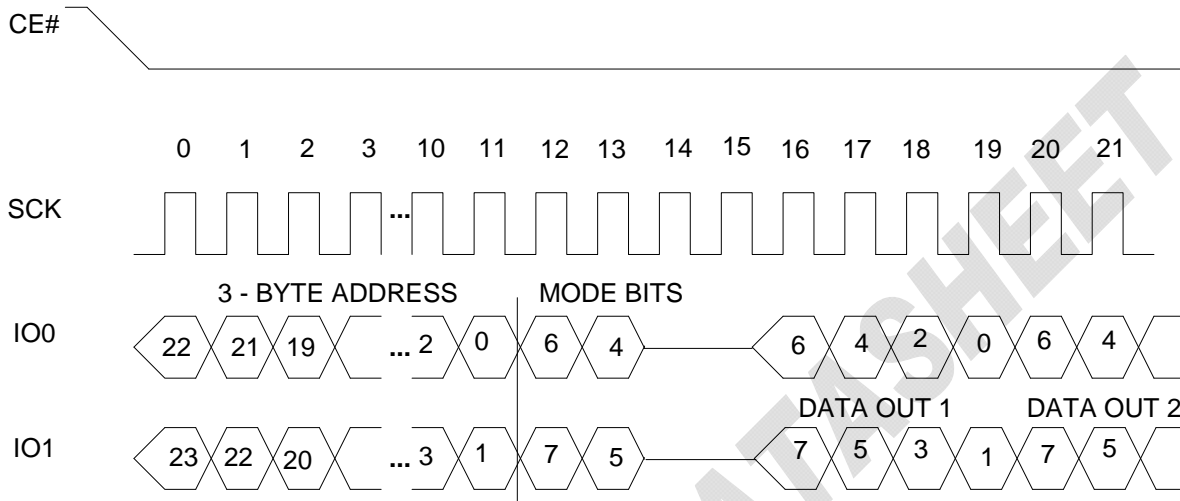 CE#
0 1 2 3 10 11 12 13 14 15 16 17 18 19 20 21
SCK ...
3 - BYTE ADDRESS MODE BITS
IO0 22 21 19 ... 2 0 6 4 6 4 2 0 6 4
DATA OUT 1 DATA OUT 2
IO1 23 22 20 ... 3 1 7 5 7 5 3 1 7 5